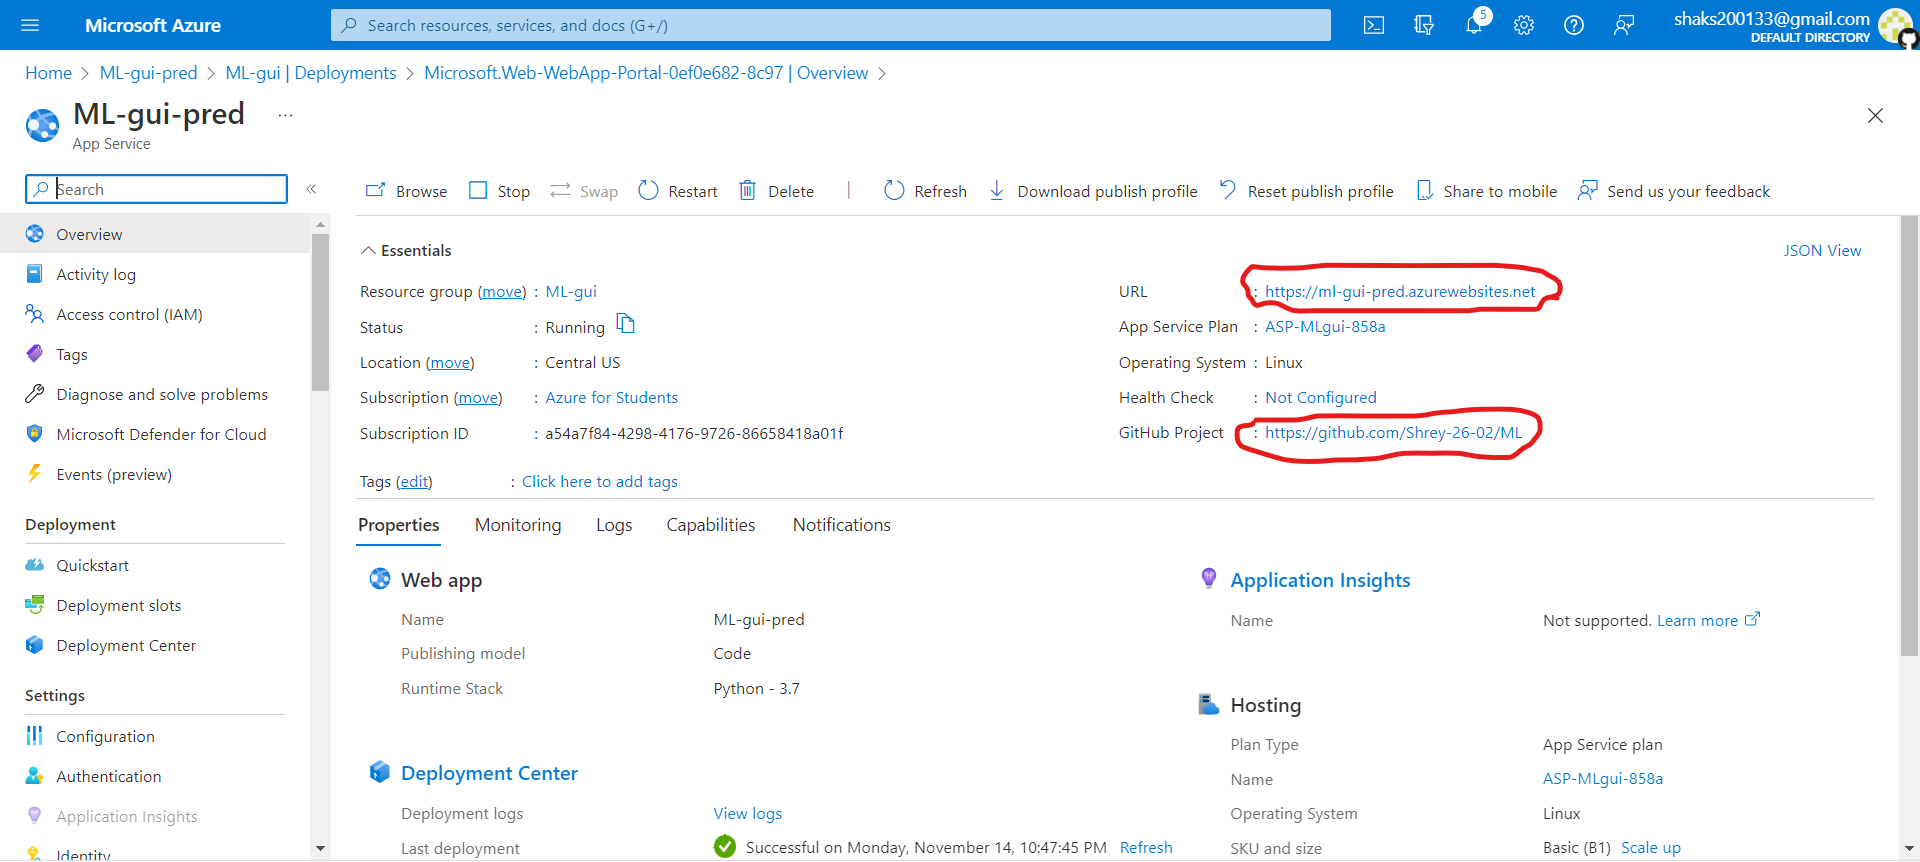 Microsoft Azure
Search resources, services, and docs (G+/)
5
shaks200133@gmail.com
DEFAULT DIRECTORY
Home > ML-gui-pred > ML-gui | Deployments > Microsoft.Web-WebApp-Portal-0ef0e682-8c97 | Overview >
ML-gui-pred ...
App Service
Search «
Browse Stop Swap Restart Delete | Refresh Download publish profile Reset publish profile Share to mobile Send us your feedback
Overview
Activity log
Access control (IAM)
Tags
Diagnose and solve problems
Microsoft Defender for Cloud
Events (preview)
Deployment
Quickstart
Deployment slots
Deployment Center
Settings
Configuration
Authentication
Application Insights
Identity
Essentials
JSON View
Resource group (move) : ML-gui
Status : Running
Location (move) : Central US
Subscription (move) : Azure for Students
Subscription ID : a54a7f84-4298-4176-9726-86658418a01f
URL : https://ml-gui-pred.azurewebsites.net
App Service Plan : ASP-MLgui-858a
Operating System : Linux
Health Check : Not Configured
GitHub Project : https://github.com/Shrey-26-02/ML
Tags (edit) : Click here to add tags
Properties Monitoring Logs Capabilities Notifications
Web app
Name ML-gui-pred
Publishing model Code
Runtime Stack Python - 3.7
Deployment Center
Deployment logs View logs
Last deployment Successful on Monday, November 14, 10:47:45 PM Refresh
Application Insights
Name Not supported. Learn more
Hosting
Plan Type App Service plan
Name ASP-MLgui-858a
Operating System Linux
SKU and size Basic (B1) Scale up